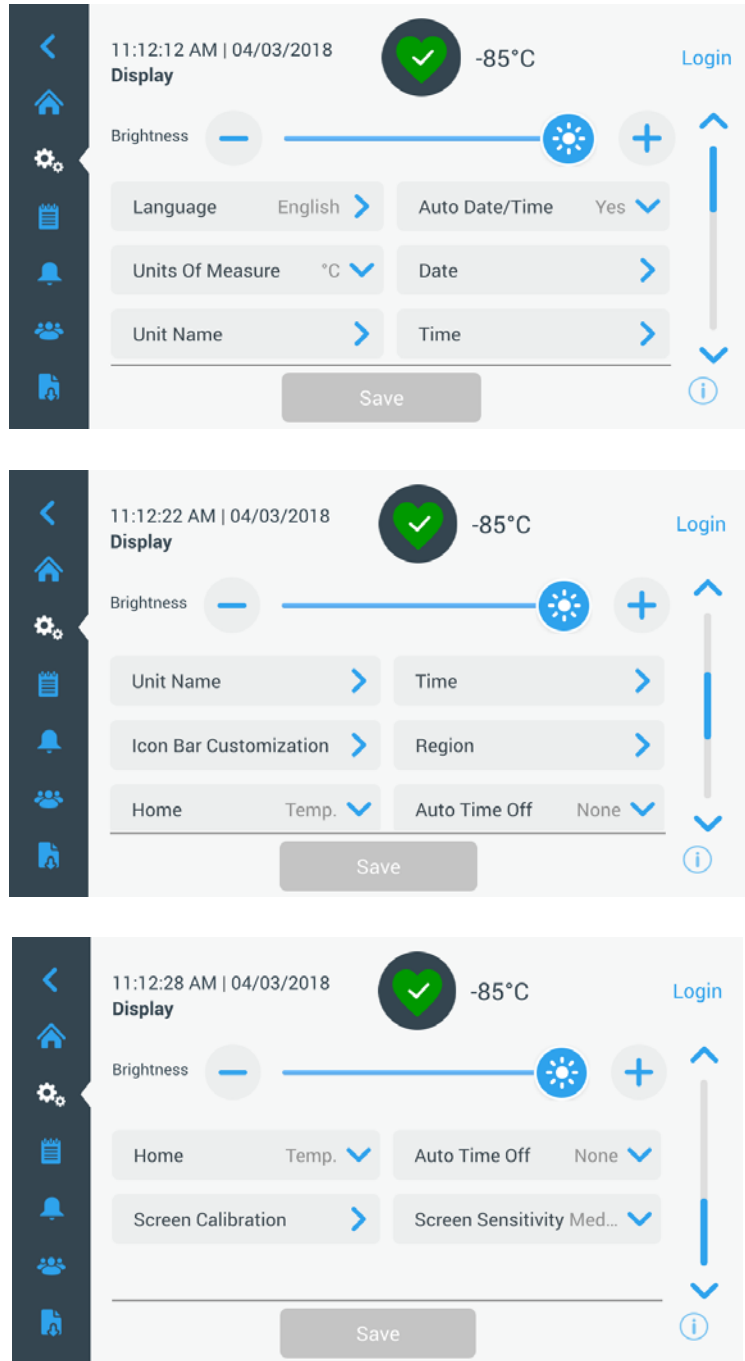 11:12:12 AM | 04/03/2018
Display
-85°C
Login
Brightness
Language English
Auto Date/Time Yes
Units Of Measure °C
Date
Unit Name
Time
Save
11:12:22 AM | 04/03/2018
Display
-85°C
Login
Brightness
Unit Name
Time
Icon Bar Customization
Region
Home Temp.
Auto Time Off None
Save
11:12:28 AM | 04/03/2018
Display
-85°C
Login
Brightness
Home Temp.
Auto Time Off None
Screen Calibration
Screen Sensitivity Med...
Save